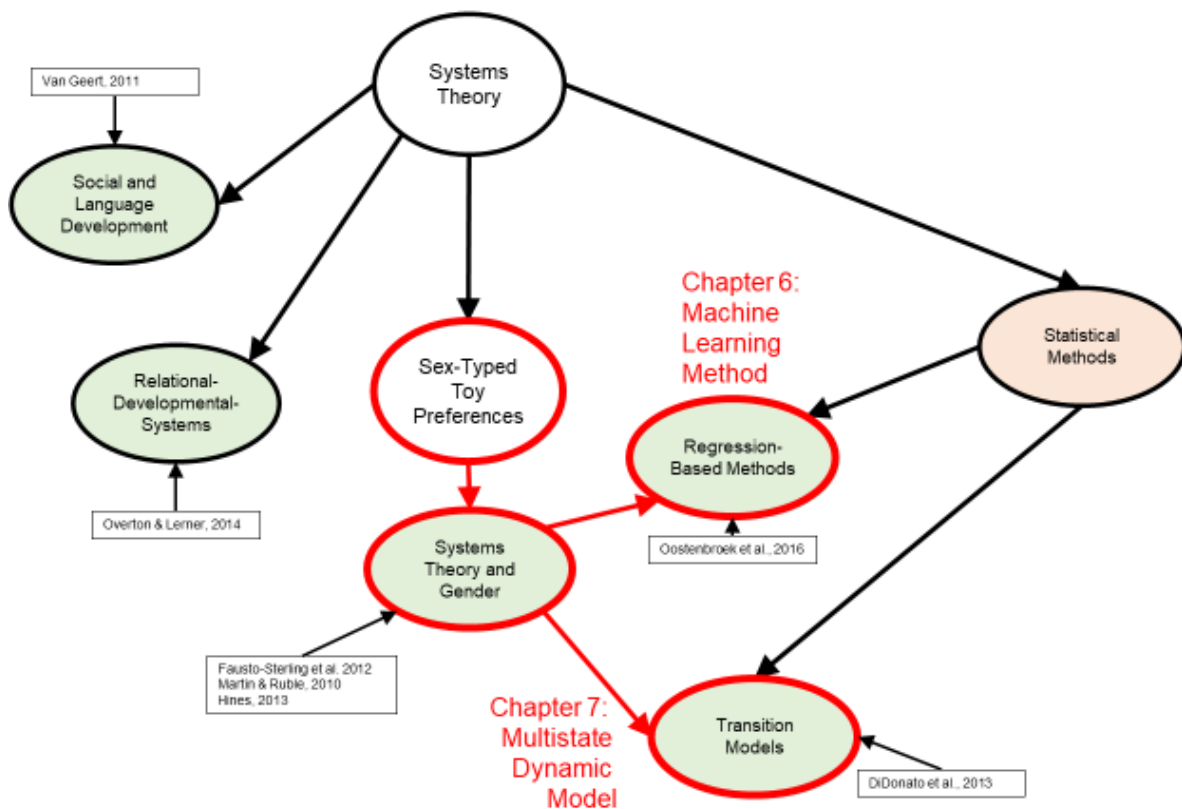 Systems
Theory
Van Geert, 2011
Social and
Language
Development
Chapter 6:
Machine
Learning
Method
Statistical
Methods
Sex-Typed
Toy
Preferences
Relational-
Developmental-
Systems
Regression-
Based Methods
Overton & Lerner, 2014
Oostenbroek et al., 2016
Systems
Theory and
Gender
Fausto-Sterling et al. 2012
Martin & Ruble, 2010
Hines, 2013
Chapter 7:
Multistate
Dynamic
Model
Transition
Models
DiDonato et al., 2013